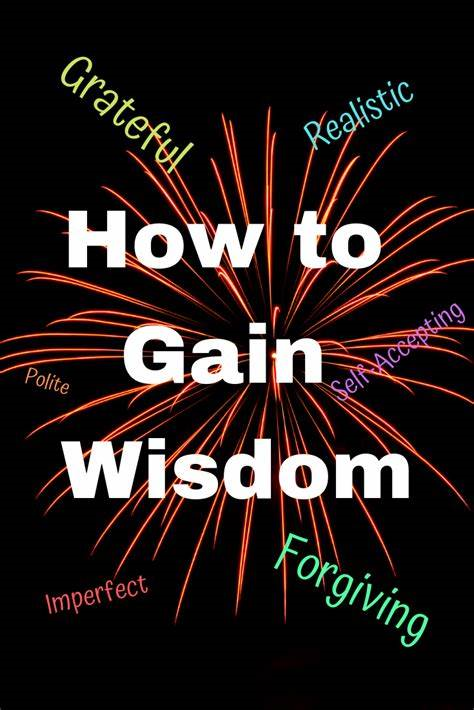 Grateful
Realistic
How to
Gain
Self-Accepting
Polite
Wisdom
Forgiving
Imperfect